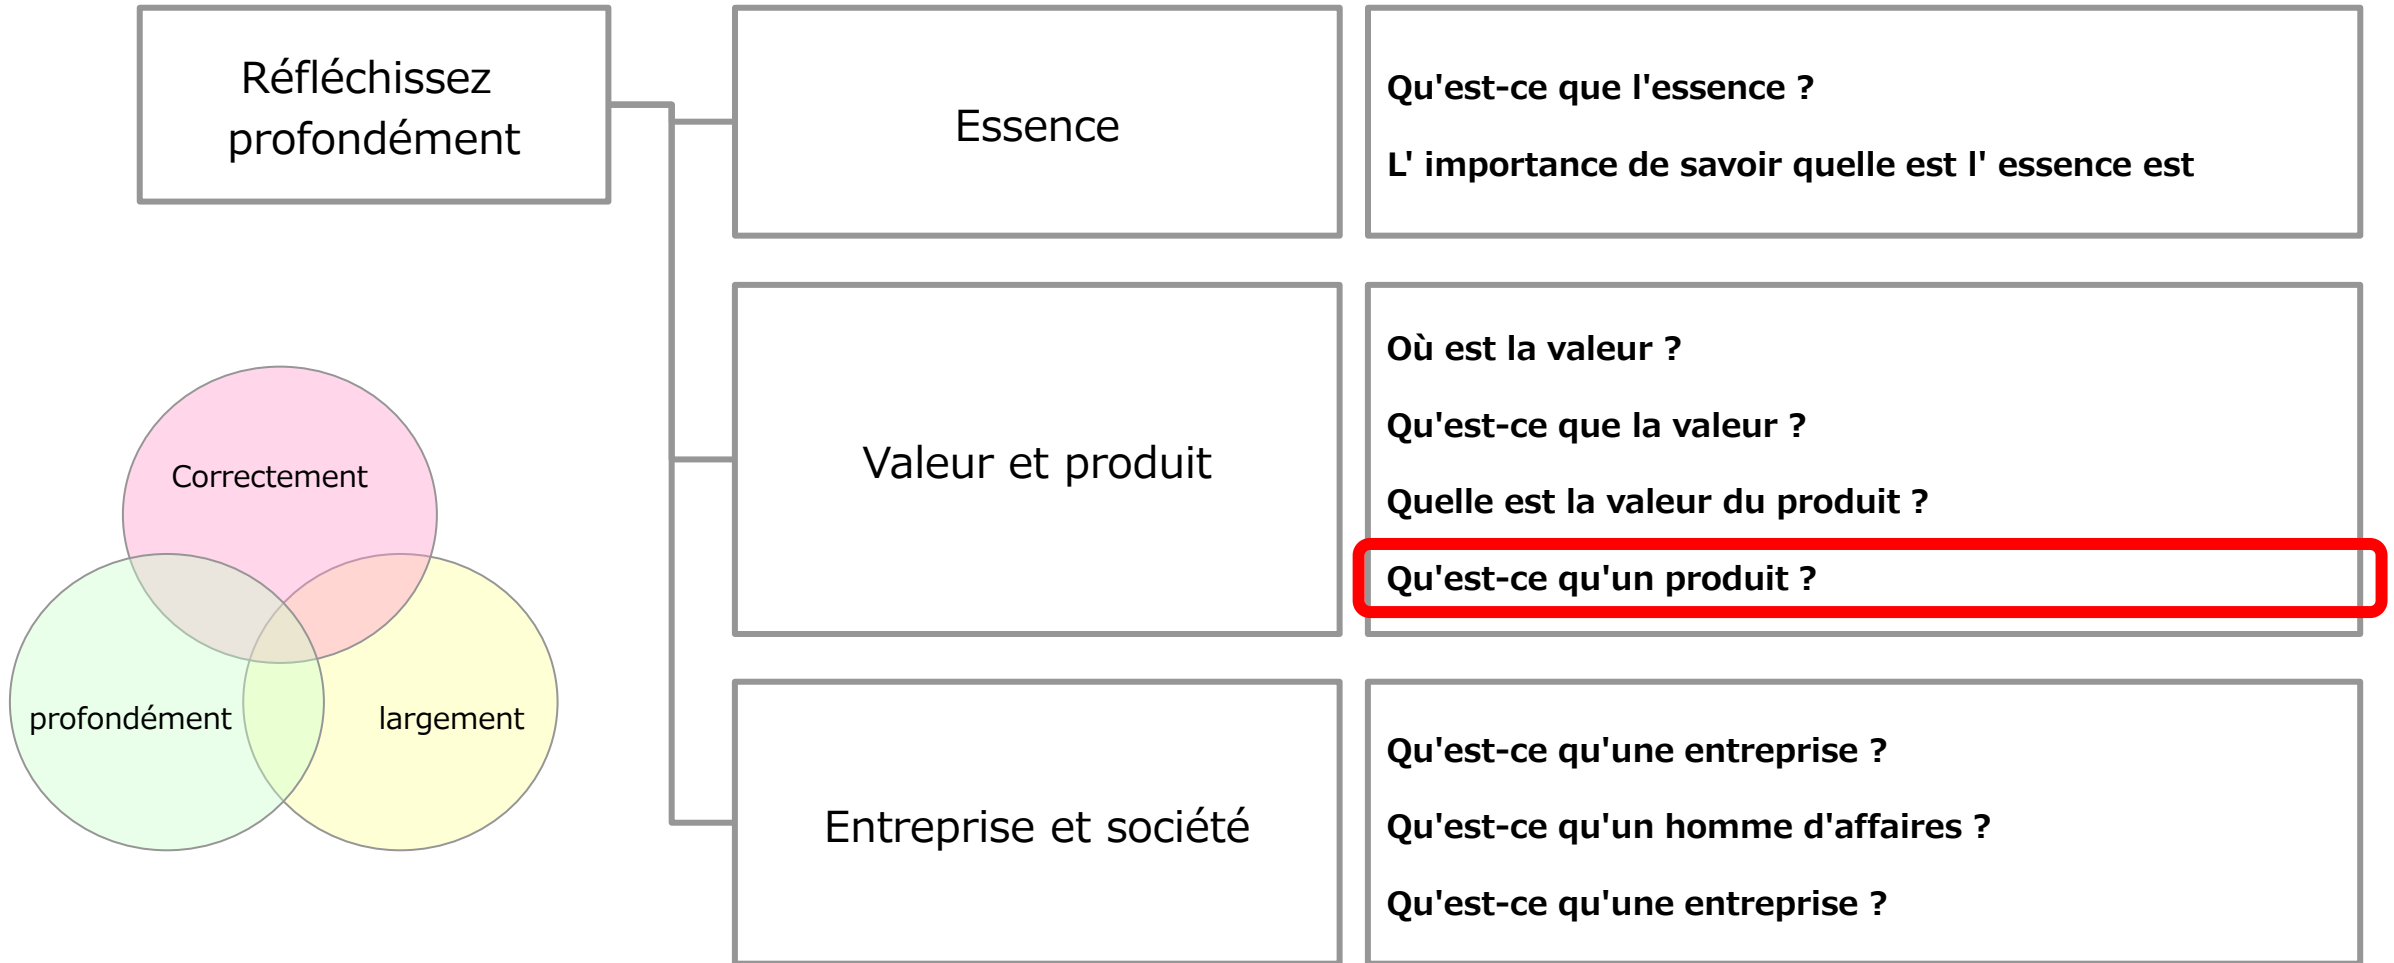 Réfléchissez
profondément
Essence
Qu'est-ce que l'essence ?
L' importance de savoir quelle est l' essence est
Valeur et produit
Où est la valeur ?
Qu'est-ce que la valeur ?
Quelle est la valeur du produit ?
Qu'est-ce qu'un produit ?
Entreprise et société
Qu'est-ce qu'une entreprise ?
Qu'est-ce qu'un homme d'affaires ?
Qu'est-ce qu'une entreprise ?
Correctement
profondément
largement